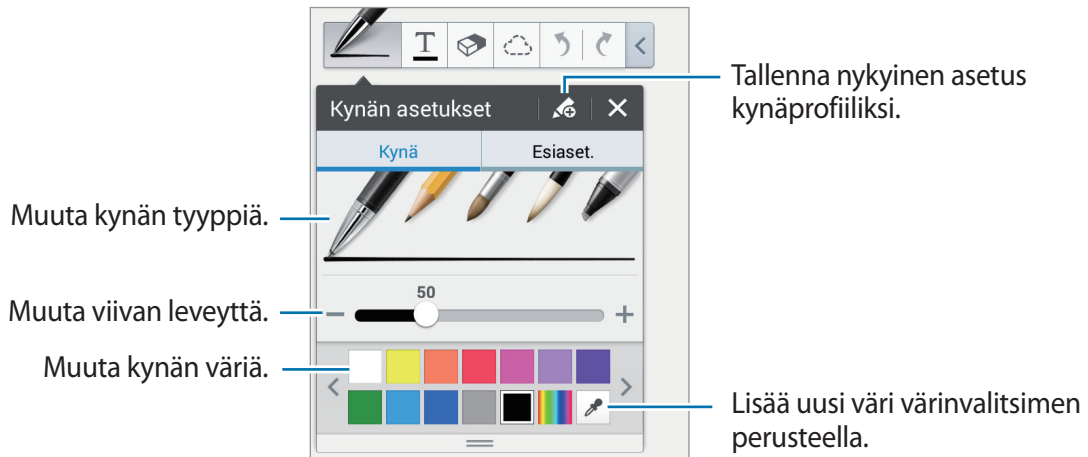 T
Tallenna nykyinen asetus
kynäprofiiliksi.
Kynän asetukset
Kynä
Esiaset.
Muuta kynän tyyppiä.
50
Muuta viivan leveyttä.
Muuta kynän väriä.
Lisää uusi väri värinvalitsimen
perusteella.